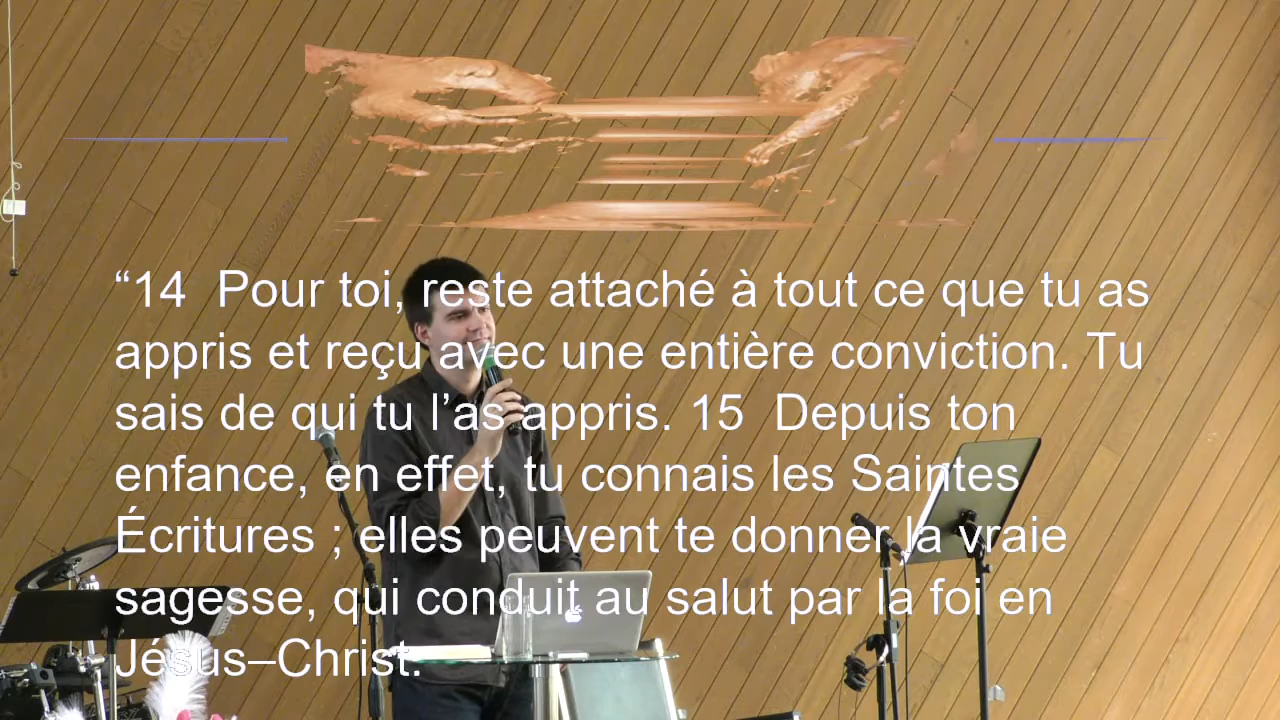 “14 Pour toi, reste attaché à tout ce que tu as
appris et reçu avec une entière conviction. Tu
sais de qui tu l’as appris. 15 Depuis ton
enfance, en effet, tu connais les Saintes
Écritures ; elles peuvent te donner la vraie
sagesse, qui conduit au salut par la foi en
Jésus–Christ.